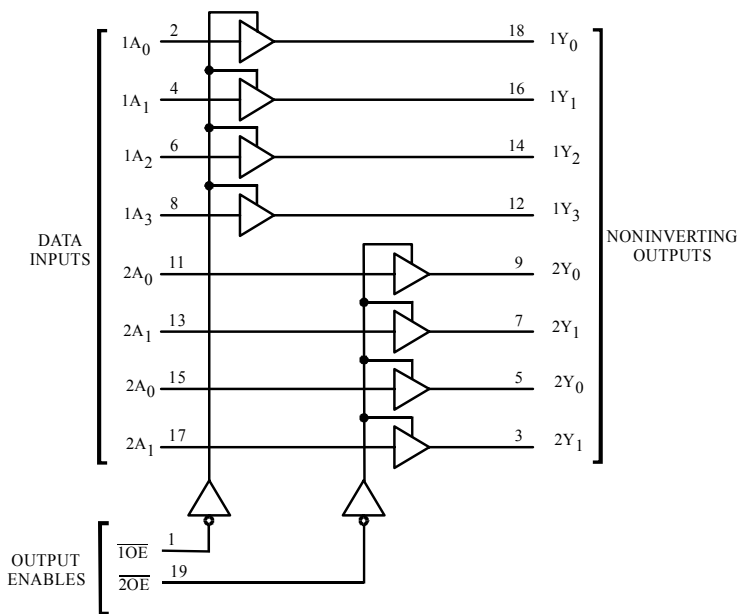 1A0 2 18 1Y0
1A1 4 16 1Y1
1A2 6 14 1Y2
1A3 8 12 1Y3
DATA
INPUTS
NONINVERTING
OUTPUTS
2A0 11 9 2Y0
2A1 13 7 2Y1
2A0 15 5 2Y0
2A1 17 3 2Y1
OUTPUT
ENABLES
1OE 1
2OE 19